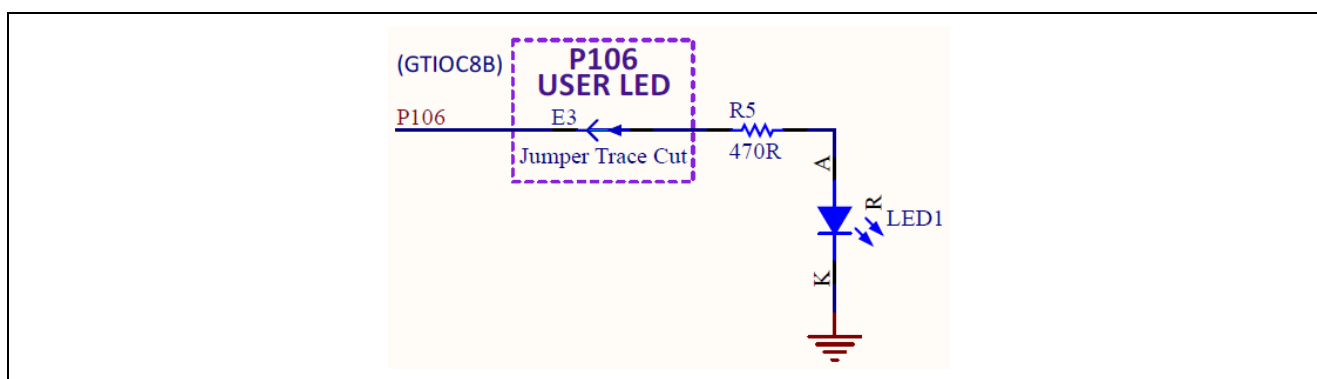 (GTIOC8B)
P106
USER LED
P106
E3
Jumper Trace Cut
R5
470R
A
R
LED1
K